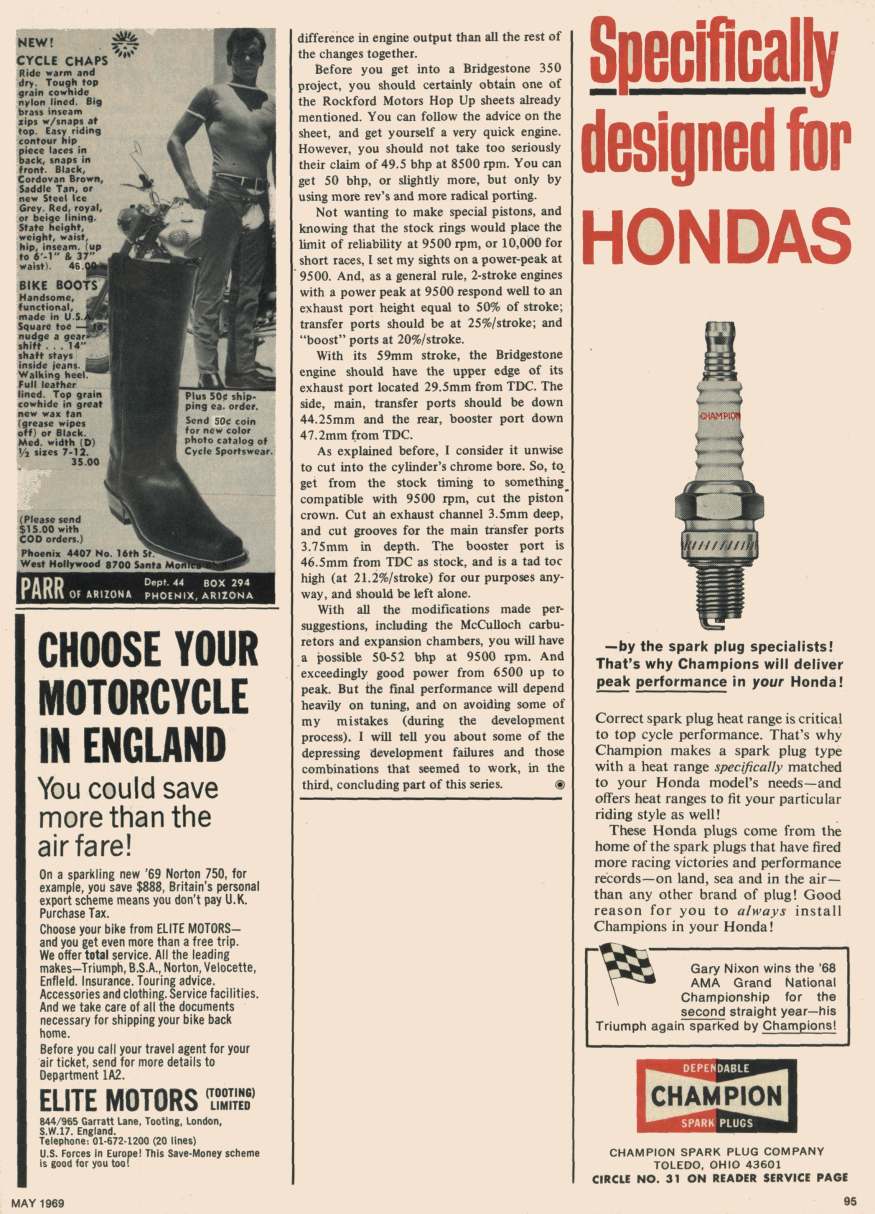 NEW!
CYCLE CHAPS
Ride warm and
dry. Tough top
grain cowhide
nylon lined. Big
brass inseam
zips w/snaps at
top. Easy riding
contour hip
piece laces in
back, snaps in
front. Black,
Cordovan Brown,
Saddle Tan, or
new Steel Ice
Grey. Red, royal,
or beige lining.
State height,
weight, waist,
hip, inseam. (up
to 6'-1" & 37"
waist). 46.00
BIKE BOOTS
Handsome,
functional,
made in U.S.A.
Square toe — to
nudge a gear
shift . . . 14"
shaft stays
inside jeans.
Walking heel.
Full leather
lined. Top grain
cowhide in great
new wax tan
(grease wipes
off) or Black.
Med. width (D)
½ sizes 7-12.
35.00
Plus 50¢ ship-
ping ea. order.
Send 50¢ coin
for new color
photo catalog of
Cycle Sportswear.
(Please send
$15.00 with
COD orders.)
Phoenix 4407 No. 16th St.
West Hollywood 8700 Santa Monica
PARR OF ARIZONA
Dept. 44 BOX 294
PHOENIX, ARIZONA
CHOOSE YOUR
MOTORCYCLE
IN ENGLAND
You could save
more than the
air fare!
On a sparkling new '69 Norton 750, for
example, you save $888, Britain's personal
export scheme means you don't pay U.K.
Purchase Tax.
Choose your bike from ELITE MOTORS—
and you get even more than a free trip.
We offer total service. All the leading
makes—Triumph, B.S.A., Norton, Velocette,
Enfield. Insurance. Touring advice.
Accessories and clothing. Service facilities.
And we take care of all the documents
necessary for shipping your bike back
home.
Before you call your travel agent for your
air ticket, send for more details to
Department 1A2.
ELITE MOTORS (TOOTING) LIMITED
844/965 Garratt Lane, Tooting, London,
S.W.17. England.
Telephone: 01-672-1200 (20 lines)
U.S. Forces in Europe! This Save-Money scheme
is good for you too!
difference in engine output than all the rest of
the changes together.
Before you get into a Bridgestone 350
project, you should certainly obtain one of
the Rockford Motors Hop Up sheets already
mentioned. You can follow the advice on the
sheet, and get yourself a very quick engine.
However, you should not take too seriously
their claim of 49.5 bhp at 8500 rpm. You can
get 50 bhp, or slightly more, but only by
using more rev's and more radical porting.
Not wanting to make special pistons, and
knowing that the stock rings would place the
limit of reliability at 9500 rpm, or 10,000 for
short races, I set my sights on a power-peak at
9500. And, as a general rule, 2-stroke engines
with a power peak at 9500 respond well to an
exhaust port height equal to 50% of stroke;
transfer ports should be at 25%/stroke; and
"boost" ports at 20%/stroke.
With its 59mm stroke, the Bridgestone
engine should have the upper edge of its
exhaust port located 29.5mm from TDC. The
side, main, transfer ports should be down
44.25mm and the rear, booster port down
47.2mm from TDC.
As explained before, I consider it unwise
to cut into the cylinder's chrome bore. So, to
get from the stock timing to something
compatible with 9500 rpm, cut the piston
crown. Cut an exhaust channel 3.5mm deep,
and cut grooves for the main transfer ports
3.75mm in depth. The booster port is
46.5mm from TDC as stock, and is a tad too
high (at 21.2%/stroke) for our purposes any-
way, and should be left alone.
With all the modifications made per-
suggestions, including the McCulloch carbu-
retors and expansion chambers, you will have
a possible 50-52 bhp at 9500 rpm. And
exceedingly good power from 6500 up to
peak. But the final performance will depend
heavily on tuning, and on avoiding some of
my mistakes (during the development
process). I will tell you about some of the
depressing development failures and those
combinations that seemed to work, in the
third, concluding part of this series.
Specifically
designed for
HONDAS
CHAMPION
—by the spark plug specialists!
That's why Champions will deliver
peak performance in your Honda!
Correct spark plug heat range is critical
to top cycle performance. That's why
Champion makes a spark plug type
with a heat range specifically matched
to your Honda model's needs—and
offers heat ranges to fit your particular
riding style as well!
These Honda plugs come from the
home of the spark plugs that have fired
more racing victories and performance
records—on land, sea and in the air—
than any other brand of plug! Good
reason for you to always install
Champions in your Honda!
Gary Nixon wins the '68
AMA Grand National
Championship for the
second straight year—his
Triumph again sparked by Champions!
DEPENDABLE
CHAMPION
SPARK PLUGS
CHAMPION SPARK PLUG COMPANY
TOLEDO, OHIO 43601
CIRCLE NO. 31 ON READER SERVICE PAGE
MAY 1969
95